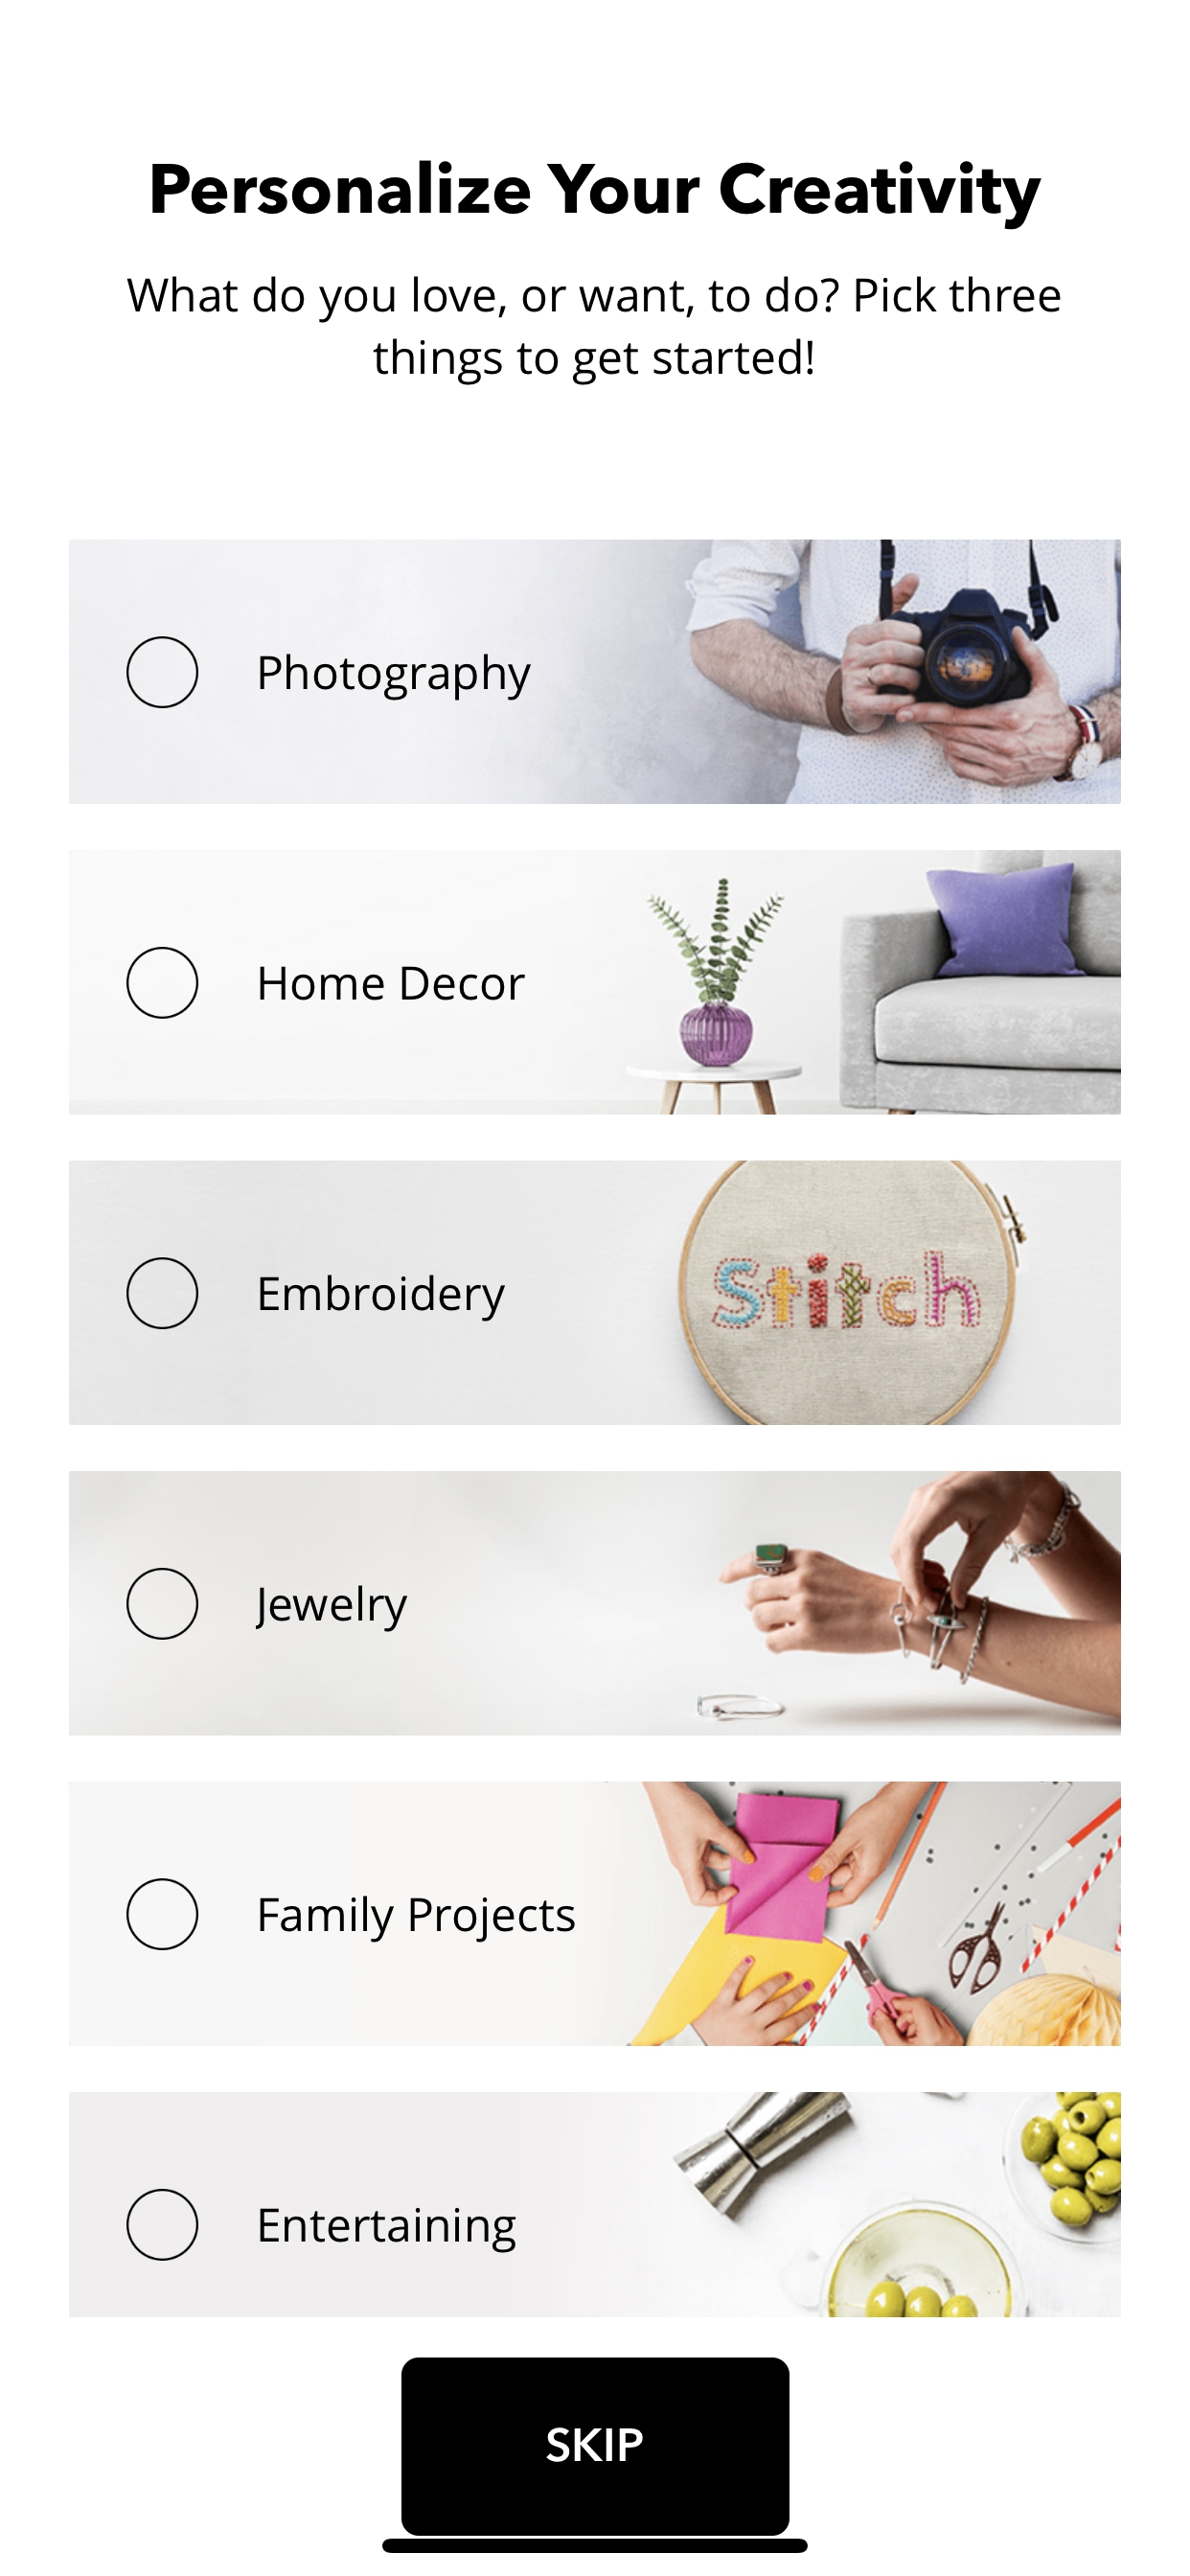 Personalize Your Creativity
What do you love, or want, to do? Pick three
things to get started!
Photography
Home Decor
Embroidery
Stitch
Jewelry
Family Projects
Entertaining
SKIP